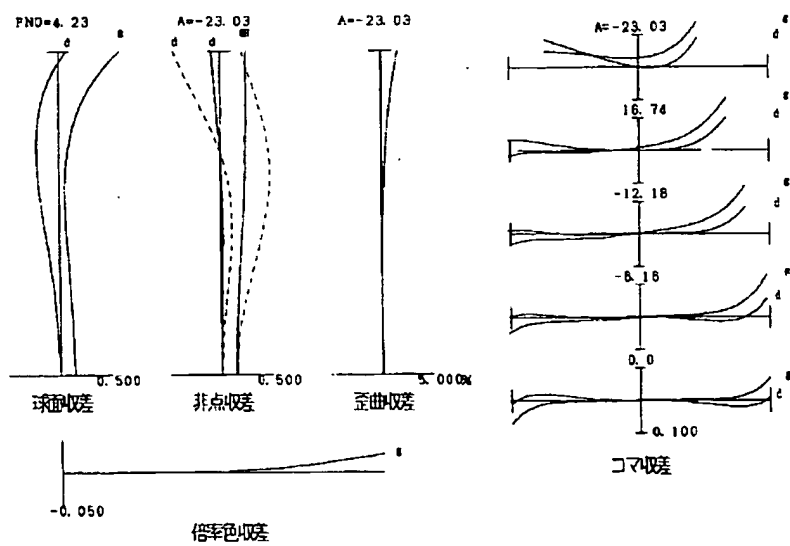 FNO=4.23
A=-23.03
A=-23.03
A=-23.03
d
g
d
d
g
d
16.74
g
d
-12.18
g
d
-8.18
g
d
0.0
g
d
0.100
0.500
0.500
5.000%
球面収差
非点収差
歪曲収差
コマ収差
g
-0.050
倍率色収差